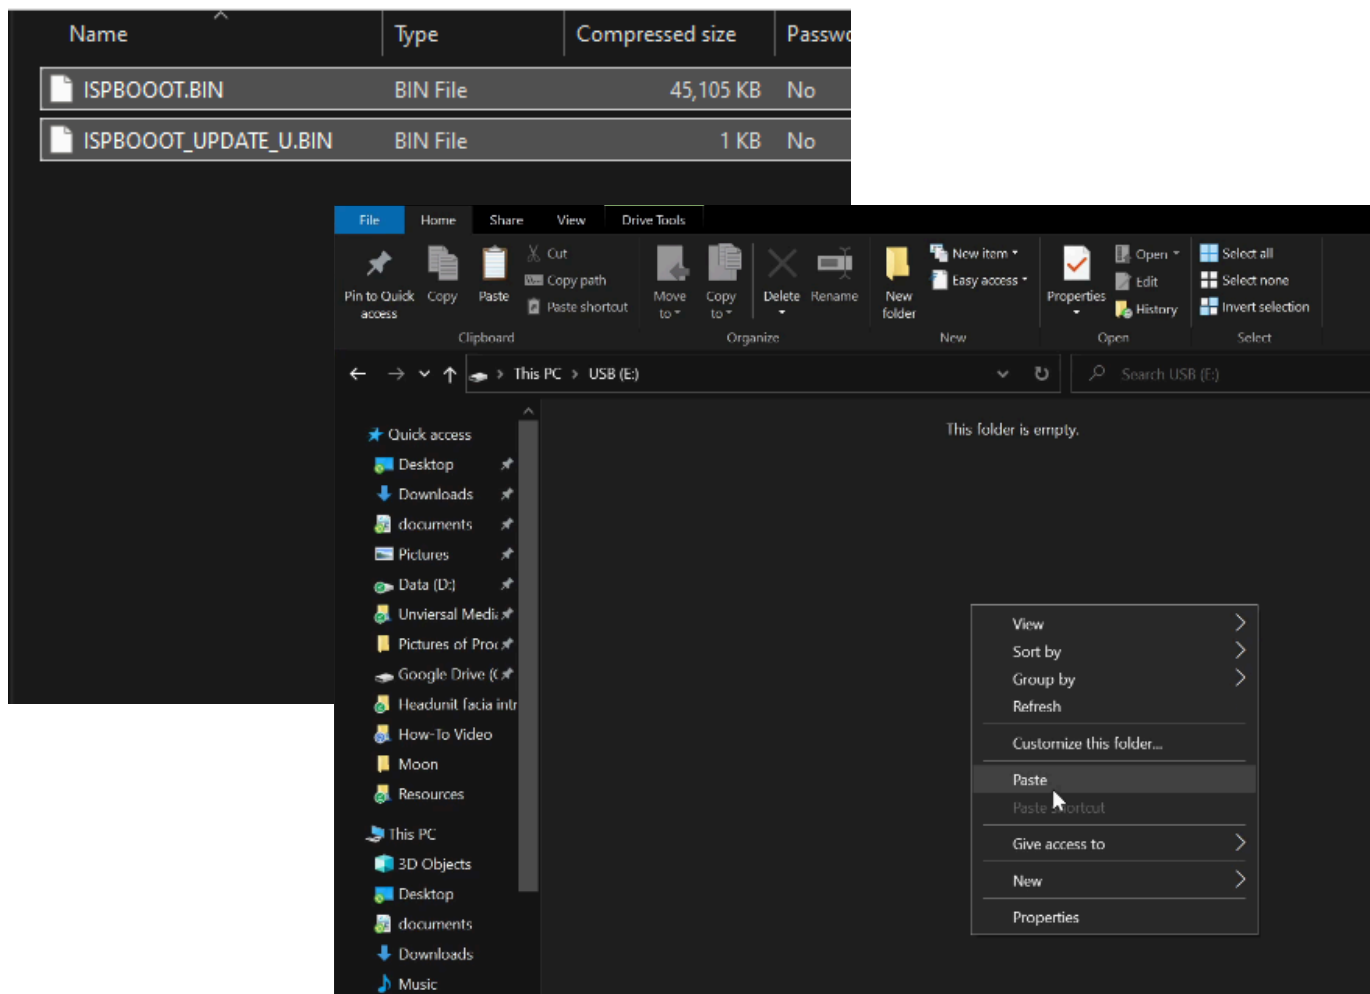 Name Type Compressed size Passwo
ISPBOOOT.BIN BIN File 45,105 KB No
ISPBOOOT_UPDATE_U.BIN BIN File 1 KB No
File Home Share View Drive Tools
Pin to Quick access
Copy
Paste
Cut
Copy path
Paste shortcut
Clipboard
Move to
Copy to
Delete
Rename
Organize
New folder
New item
Easy access
New
Properties
Open
Edit
History
Open
Select all
Select none
Invert selection
Select
This PC > USB (E:)
Search USB (E:)
This folder is empty.
Quick access
Desktop
Downloads
documents
Pictures
Data (D:)
Unviersal Media
Pictures of Proc
Google Drive (G
Headunit facia intr
How-To Video
Moon
Resources
This PC
3D Objects
Desktop
documents
Downloads
Music
View
Sort by
Group by
Refresh
Customize this folder...
Paste
Paste shortcut
Give access to
New
Properties